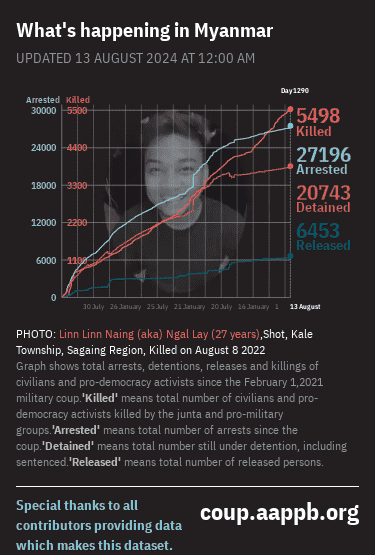 What's happening in Myanmar
UPDATED 13 AUGUST 2024 AT 12:00 AM
Day1290
Arrested Killed
30000 5500
24000 4400
18000 3300
12000 2200
6000 1100
0
5498
Killed
27196
Arrested
20743
Detained
6453
Released
30 July 26 January 25 July 21 January 20 July 16 January 1 13 August
PHOTO: Linn Linn Naing (aka) Ngal Lay (27 years),Shot, Kale
Township, Sagaing Region, Killed on August 8 2022
Graph shows total arrests, detentions, releases and killings of
civilians and pro-democracy activists since the February 1,2021
military coup.'Killed' means total number of civilians and pro-
democracy activists killed by the junta and pro-military
groups.'Arrested' means total number of arrests since the
coup.'Detained' means total number still under detention, including
sentenced.'Released' means total number of released persons.
Special thanks to all
contributors providing data
which makes this dataset.
coup.aappb.org